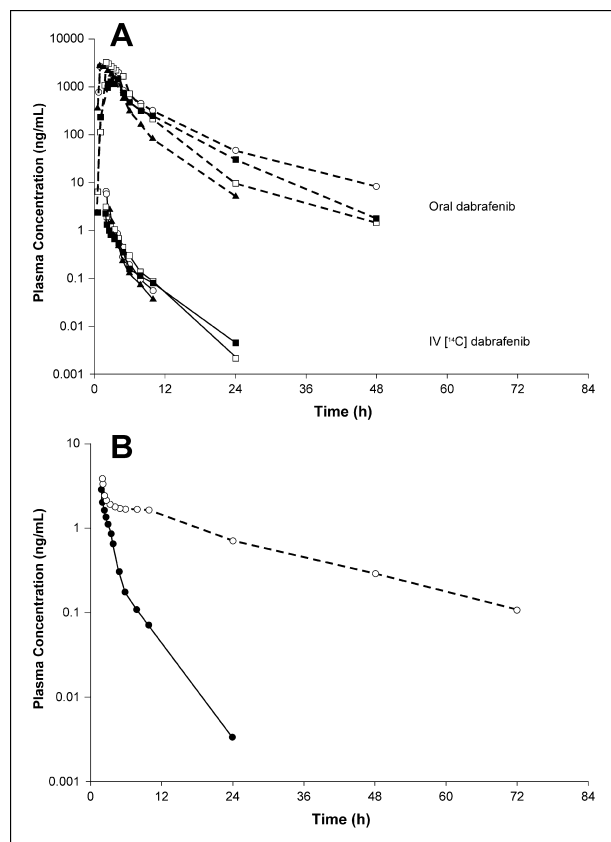 A
Plasma Concentration (ng/mL)
10000
1000
100
10
1
0.1
0.01
0.001
Oral dabrafenib
IV [¹⁴C] dabrafenib
0 12 24 36 48 60 72 84
Time (h)
B
Plasma Concentration (ng/mL)
10
1
0.1
0.01
0.001
0 12 24 36 48 60 72 84
Time (h)